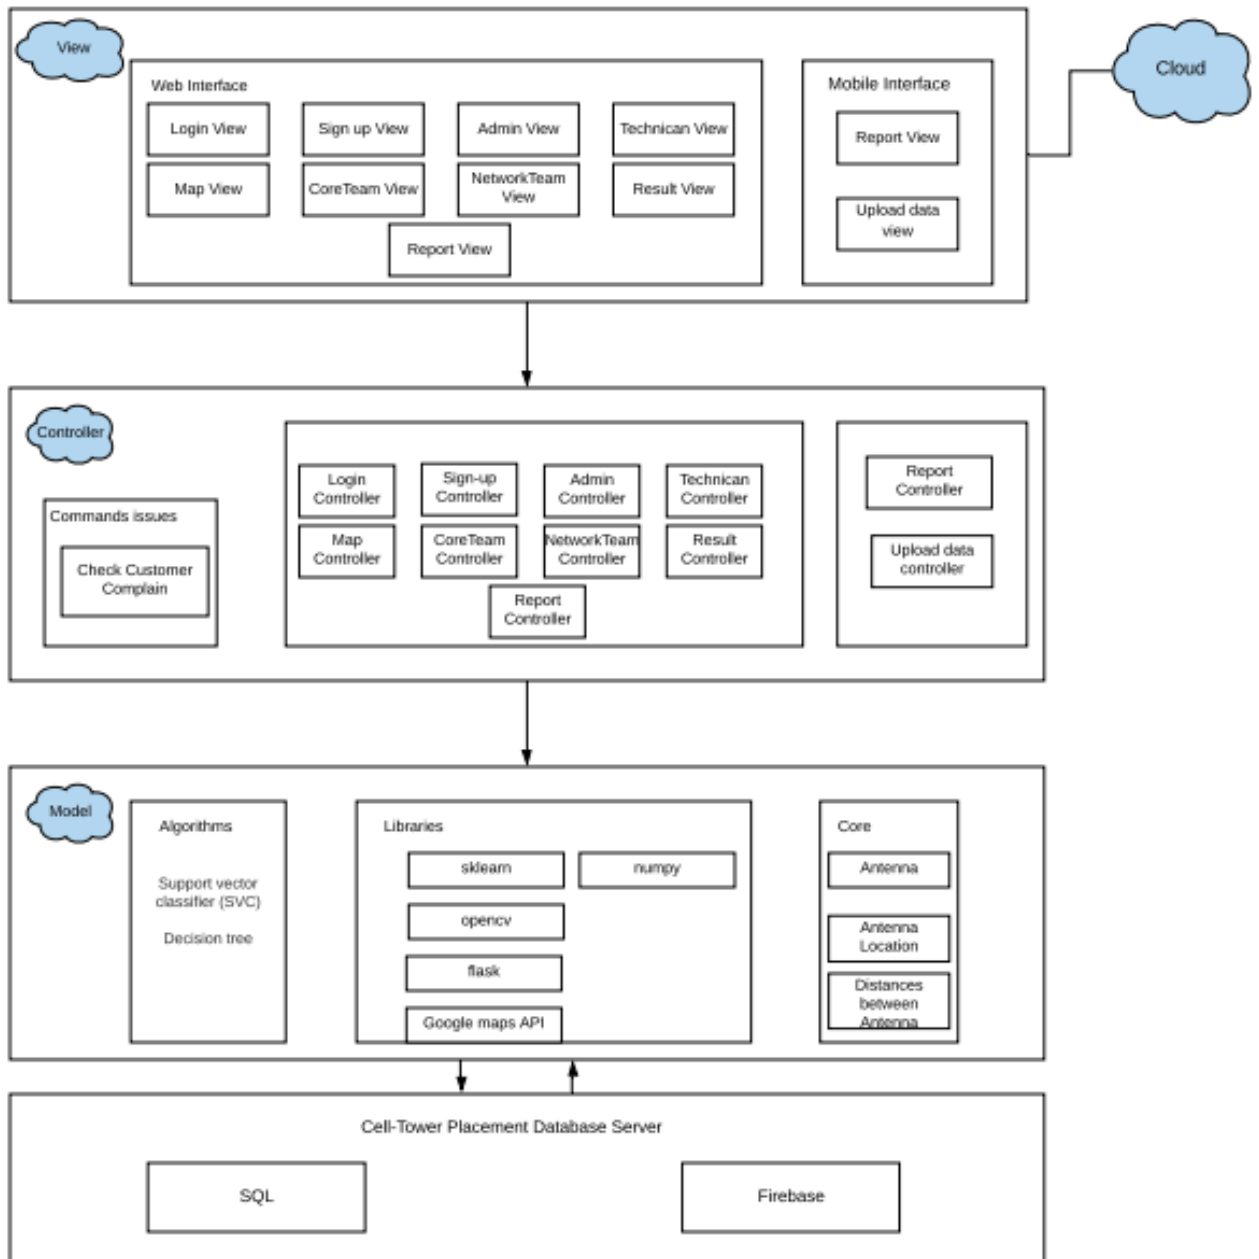 View
Cloud
Web Interface
Mobile Interface
Login View
Sign up View
Admin View
Technican View
Report View
Map View
CoreTeam View
NetworkTeam
View
Result View
Upload data
view
Report View
Controller
Commands issues
Check Customer
Complain
Login
Controller
Sign-up
Controller
Admin
Controller
Technican
Controller
Map
Controller
CoreTeam
Controller
NetworkTeam
Controller
Result
Controller
Report
Controller
Report
Controller
Upload data
controller
Model
Algorithms
Support vector
classifier (SVC)
Decision tree
Libraries
sklearn
numpy
opencv
flask
Google maps API
Core
Antenna
Antenna
Location
Distances
between
Antenna
Cell-Tower Placement Database Server
SQL
Firebase